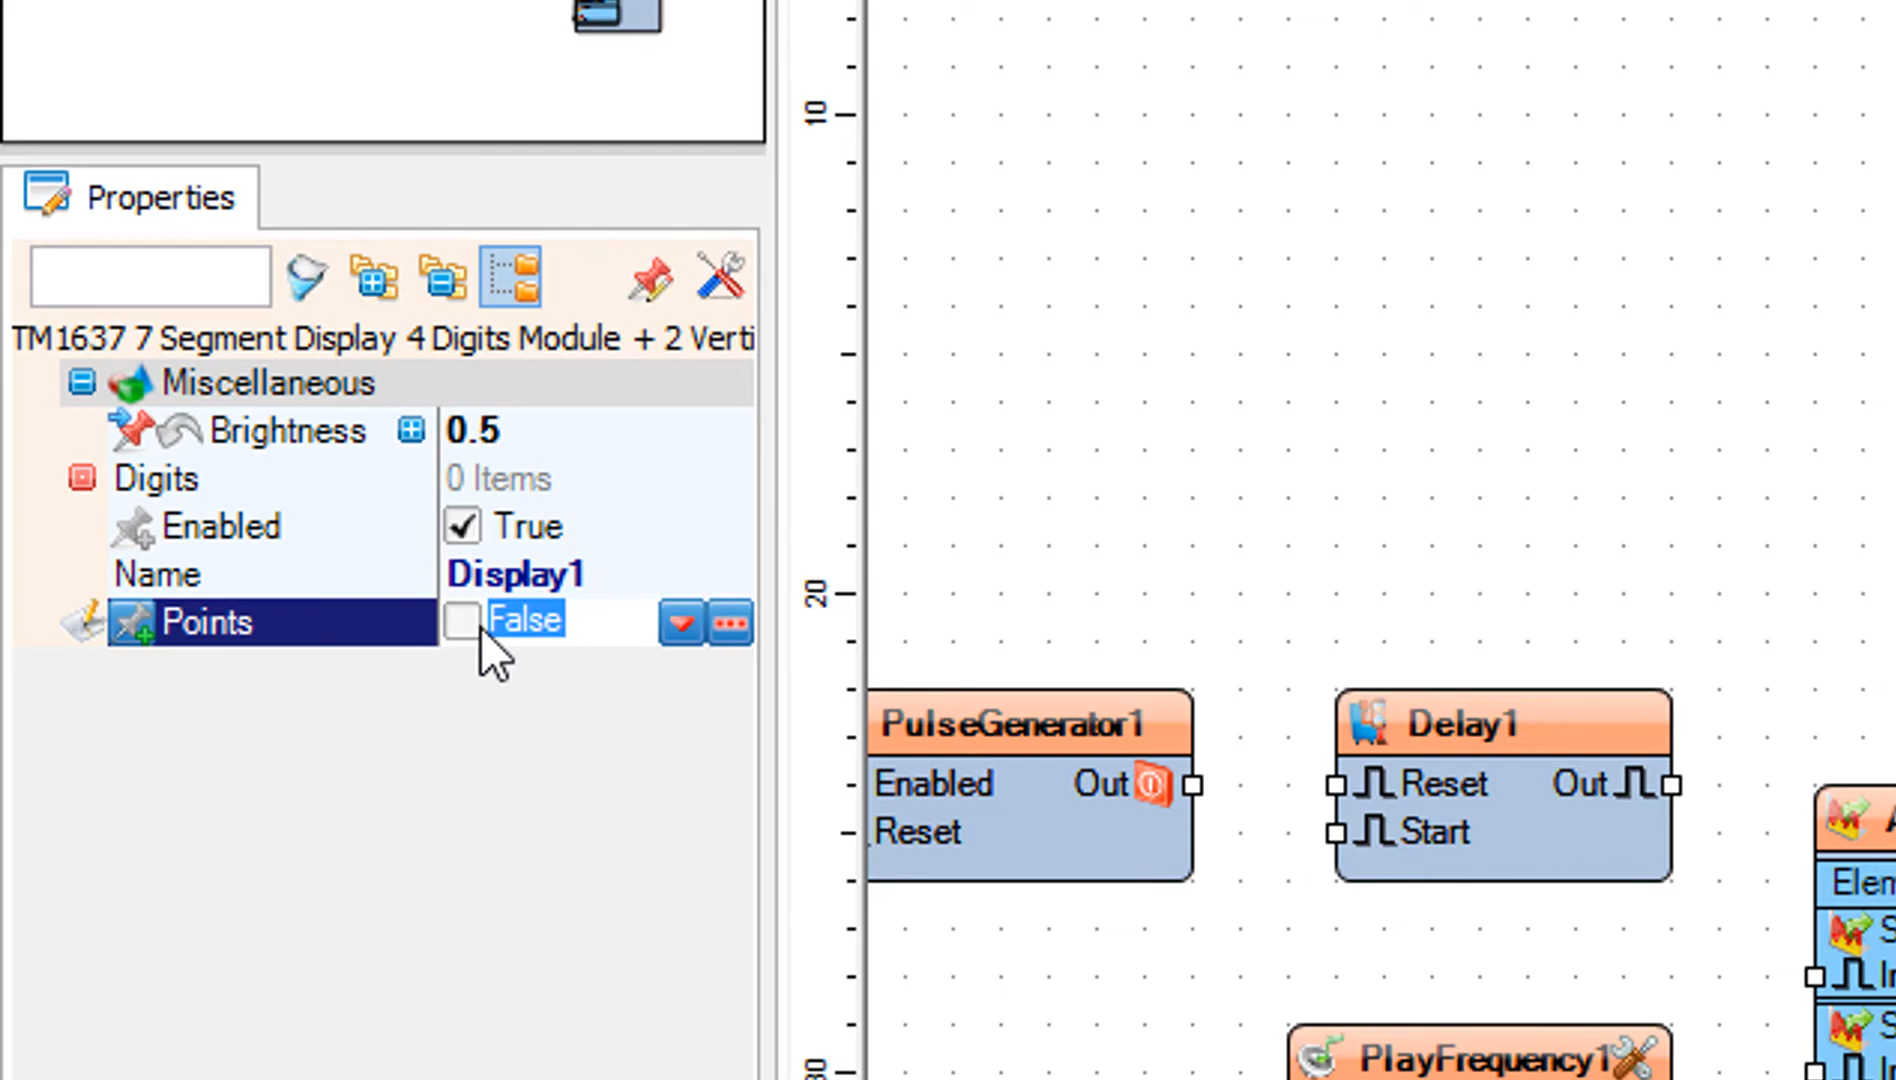 10
Properties
TM1637 7 Segment Display 4 Digits Module + 2 Verti
Miscellaneous
Brightness 0.5
Digits 0 Items
Enabled True
Name Display1
Points False
20
PulseGenerator1
Enabled Out
Reset
Delay1
Reset Out
Start
Elem
PlayFrequency1
30